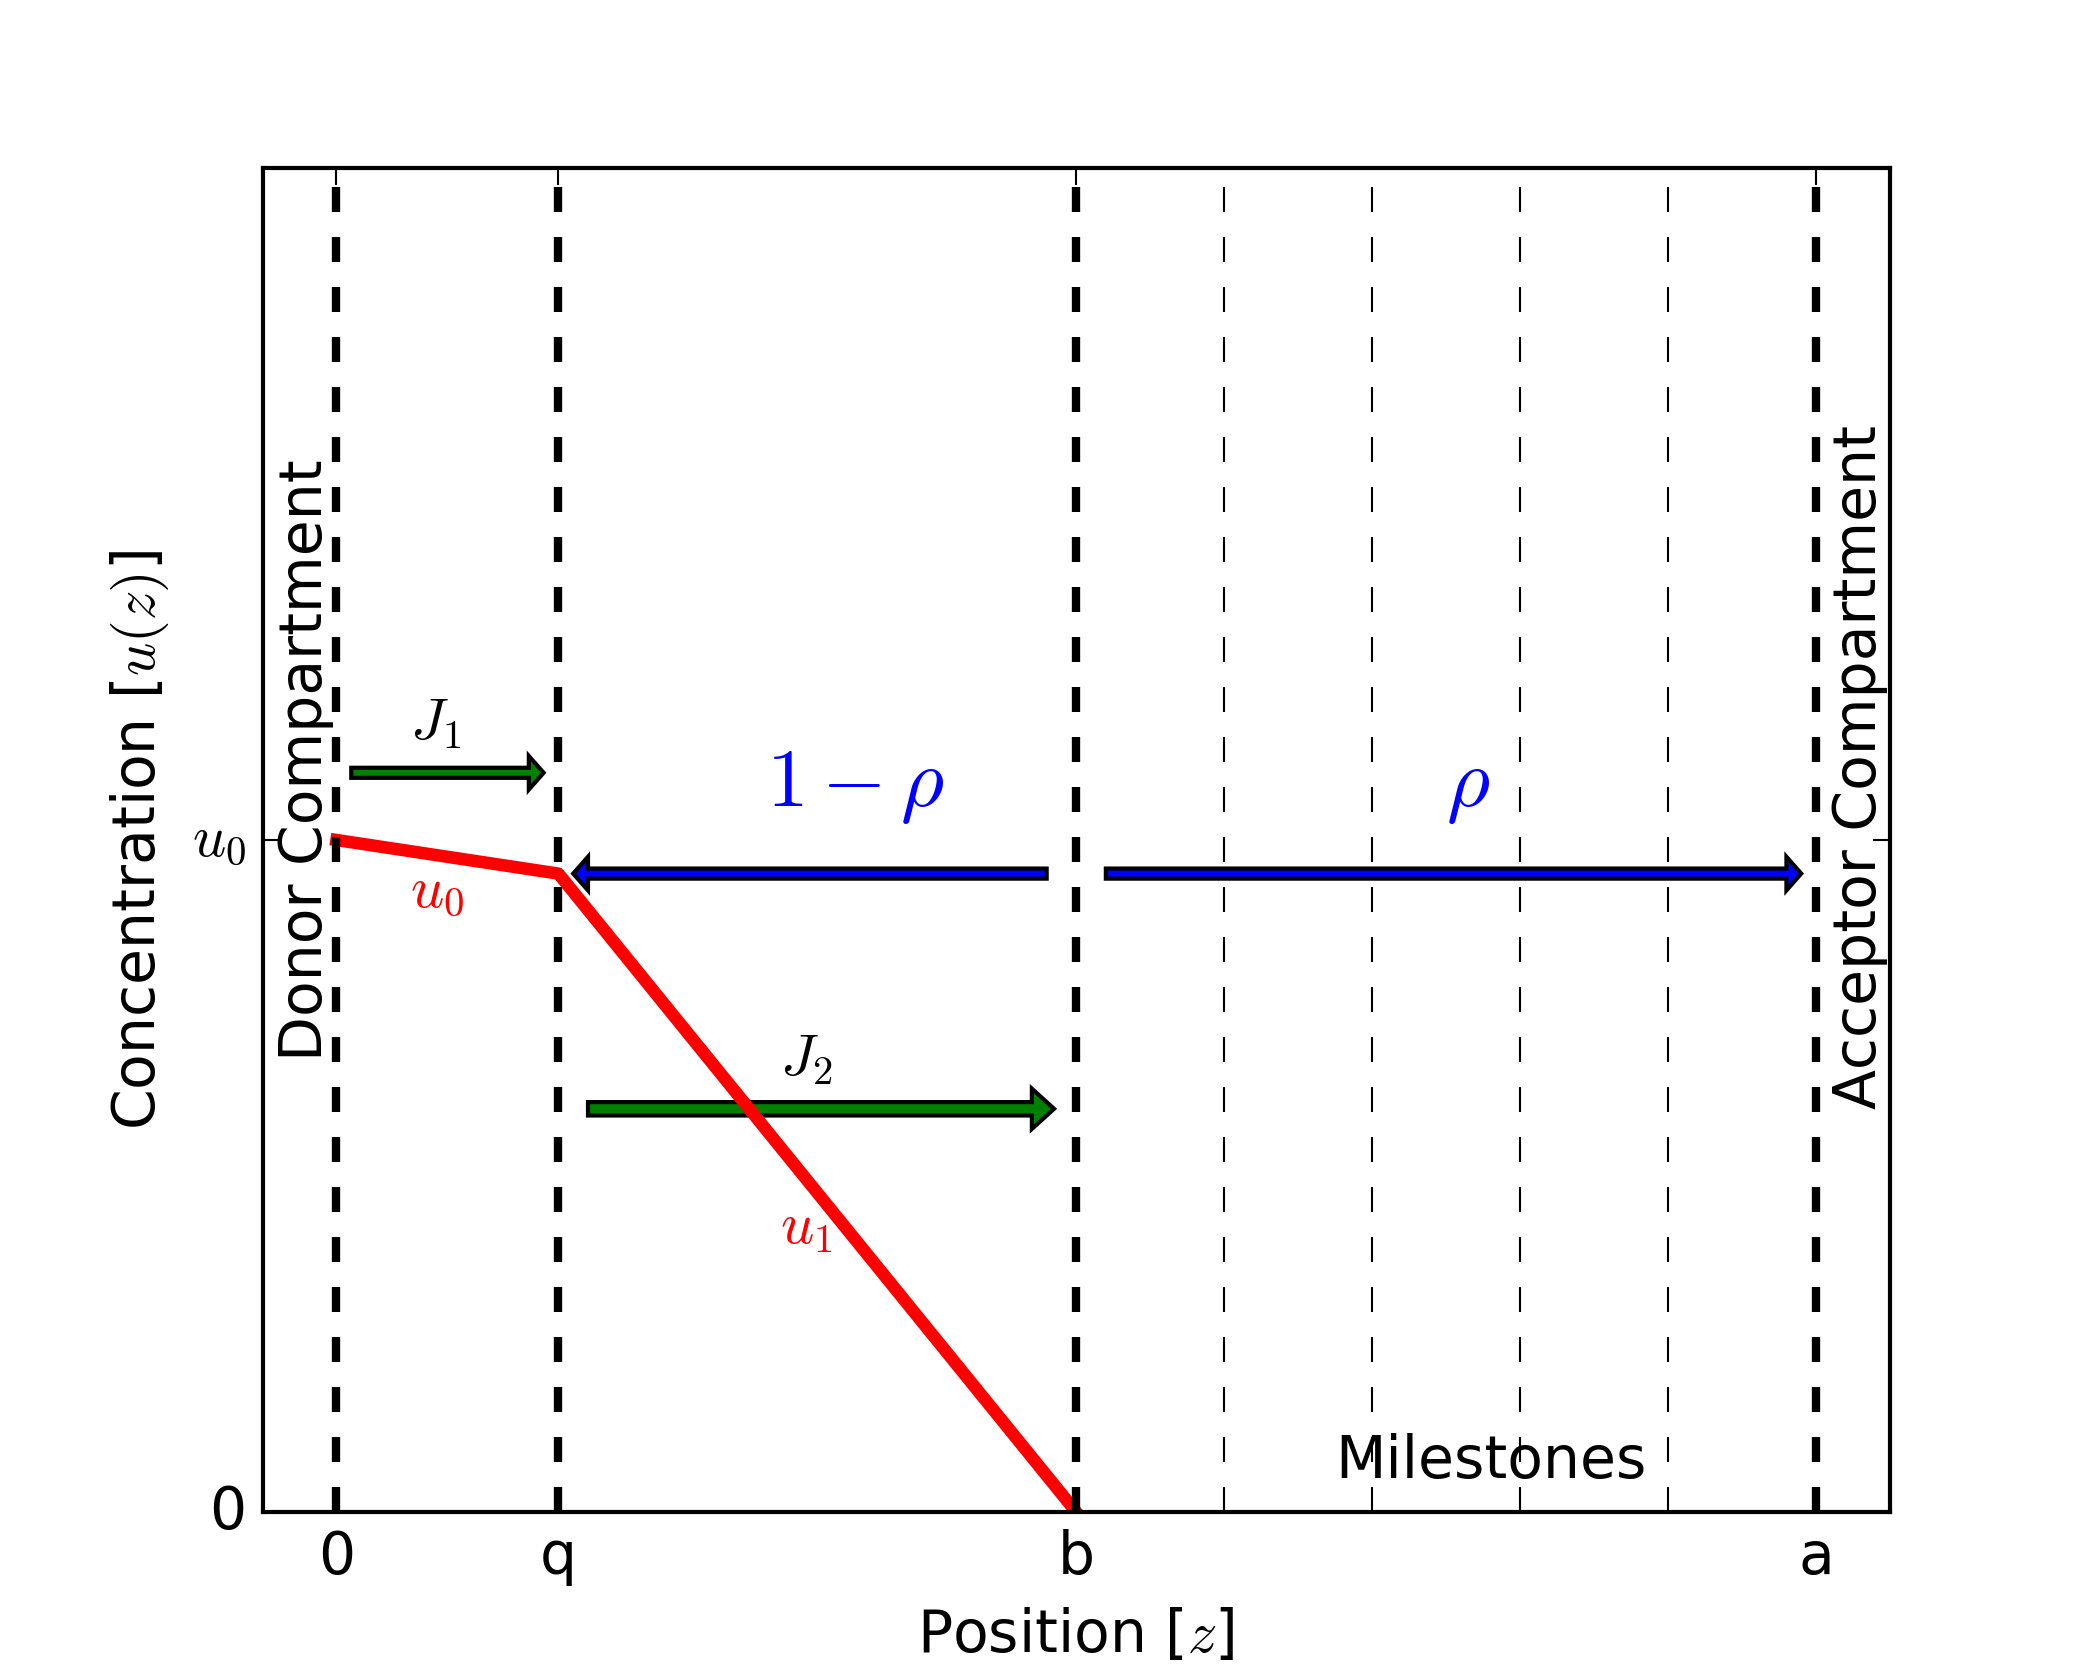 Concentration [u(z)]
Donor Compartment
Acceptor Compartment
J₁
1 − ρ
ρ
u₀
u₀
J₂
u₁
Milestones
0
0
q
b
a
Position [z]